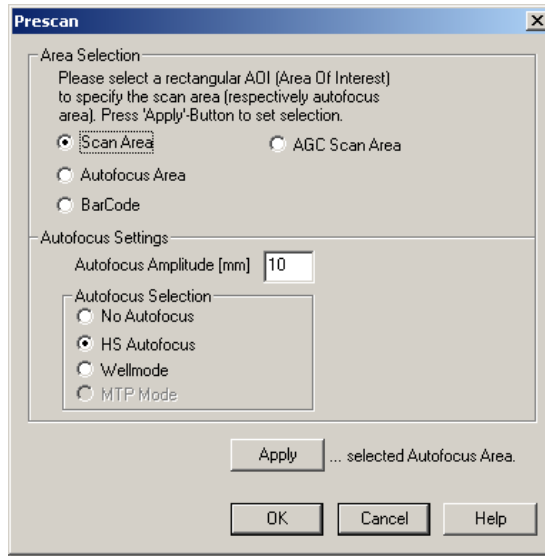 Prescan
Area Selection
Please select a rectangular AOI (Area Of Interest)
to specify the scan area (respectively autofocus
area). Press 'Apply'-Button to set selection.
Scan Area AGC Scan Area
Autofocus Area
BarCode
Autofocus Settings
Autofocus Amplitude [mm] 10
Autofocus Selection
No Autofocus
HS Autofocus
Wellmode
MTP Mode
Apply ... selected Autofocus Area.
OK Cancel Help